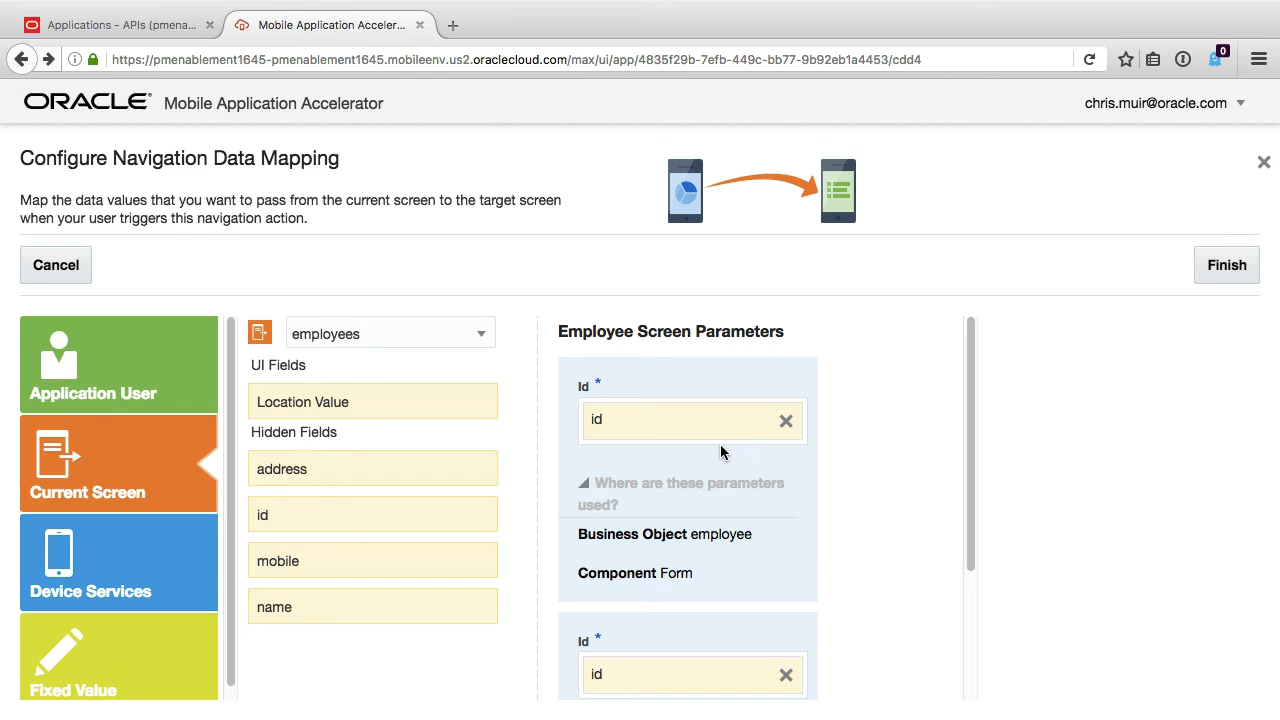 Applications - APIs (pmena...
Mobile Application Acceler...
https://pmenablement1645-pmenablement1645.mobileenv.us2.oraclecloud.com/max/ui/app/4835f29b-7efb-449c-bb77-9b92eb1a4453/cdd4
0
ORACLE® Mobile Application Accelerator
chris.muir@oracle.com
Configure Navigation Data Mapping
Map the data values that you want to pass from the current screen to the target screen
when your user triggers this navigation action.
Cancel
Finish
Application User
Current Screen
Device Services
Fixed Value
employees
UI Fields
Location Value
Hidden Fields
address
id
mobile
name
Employee Screen Parameters
Id *
id
Where are these parameters
used?
Business Object employee
Component Form
Id *
id